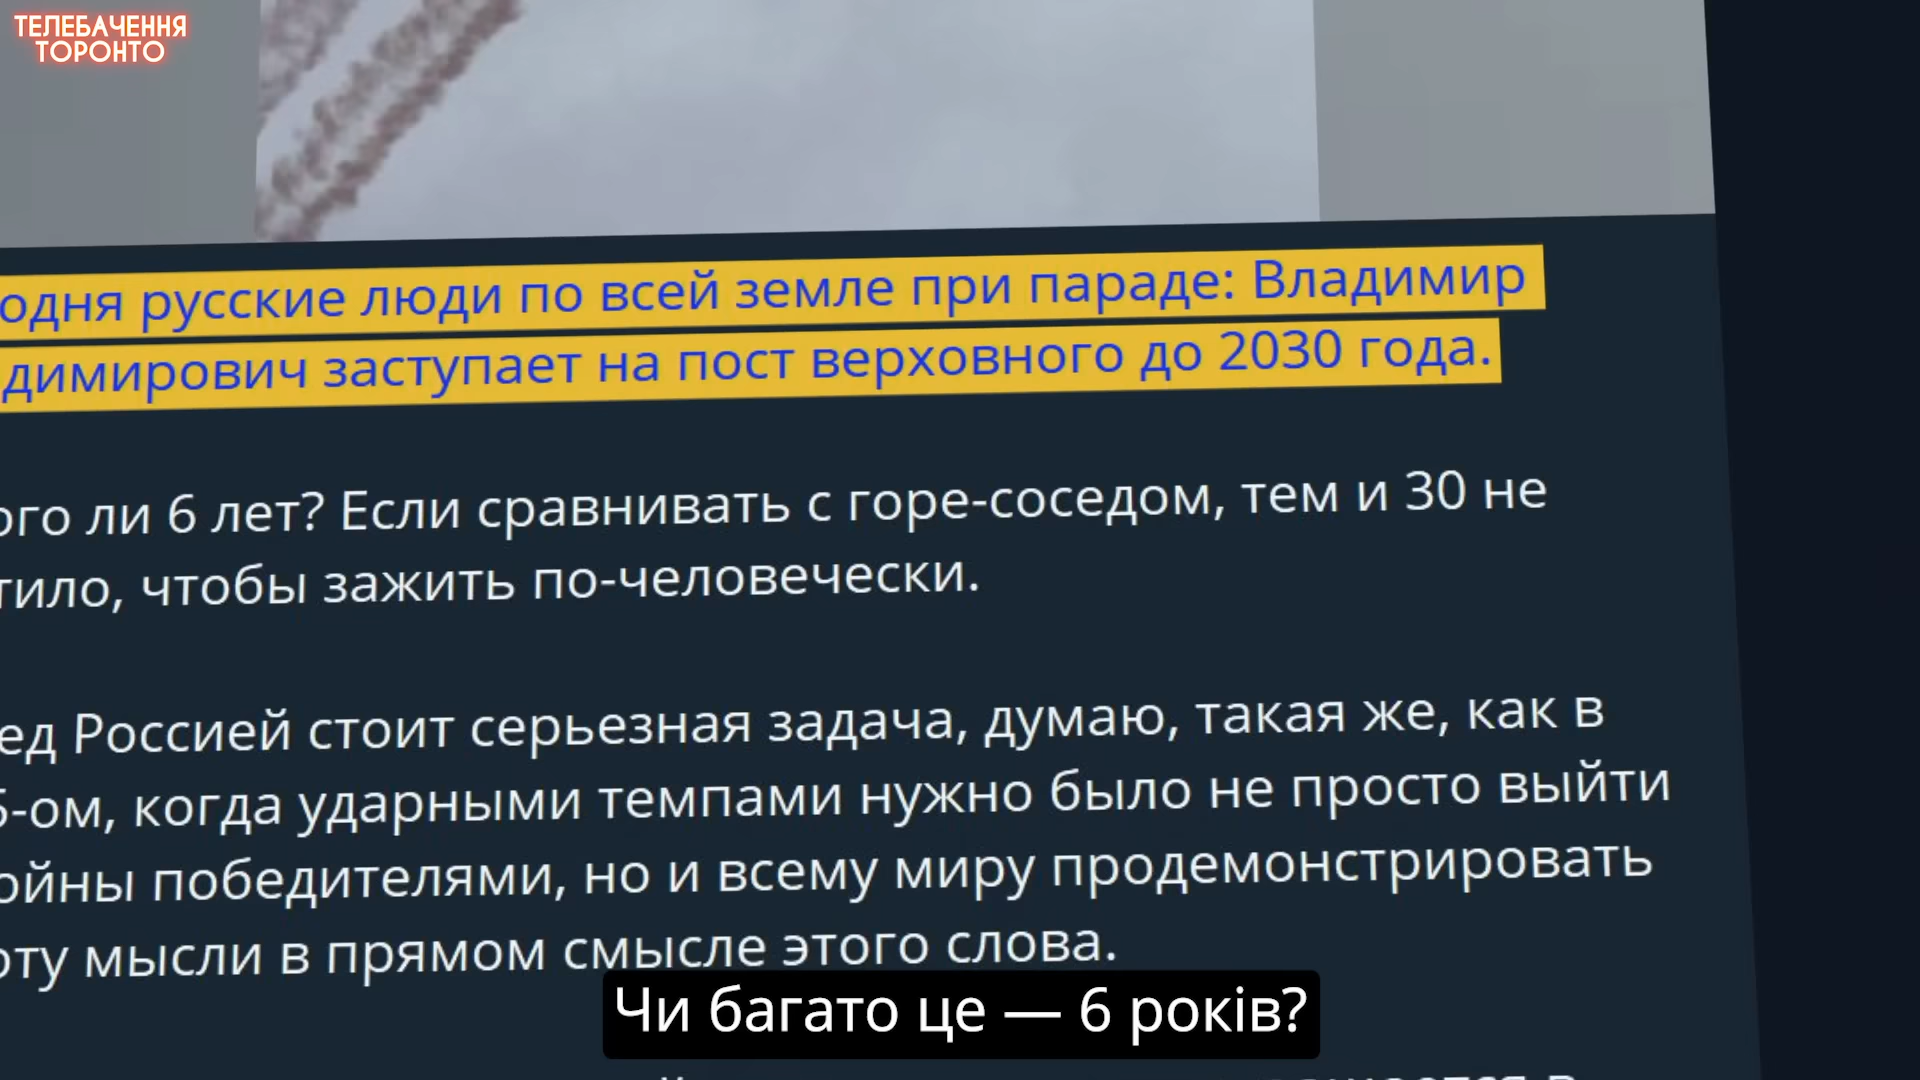 ТЕЛЕБАЧЕННЯ
ТОРОНТО
одня русские люди по всей земле при параде: Владимир
димирович заступает на пост верховного до 2030 года.
ого ли 6 лет? Если сравнивать с горе-соседом, тем и 30 не
тило, чтобы зажить по-человечески.
ед Россией стоит серьезная задача, думаю, такая же, как в
5-ом, когда ударными темпами нужно было не просто выйти
ойны победителями, но и всему миру продемонстрировать
оту мысли в прямом смысле этого слова.
Чи багато це — 6 років?